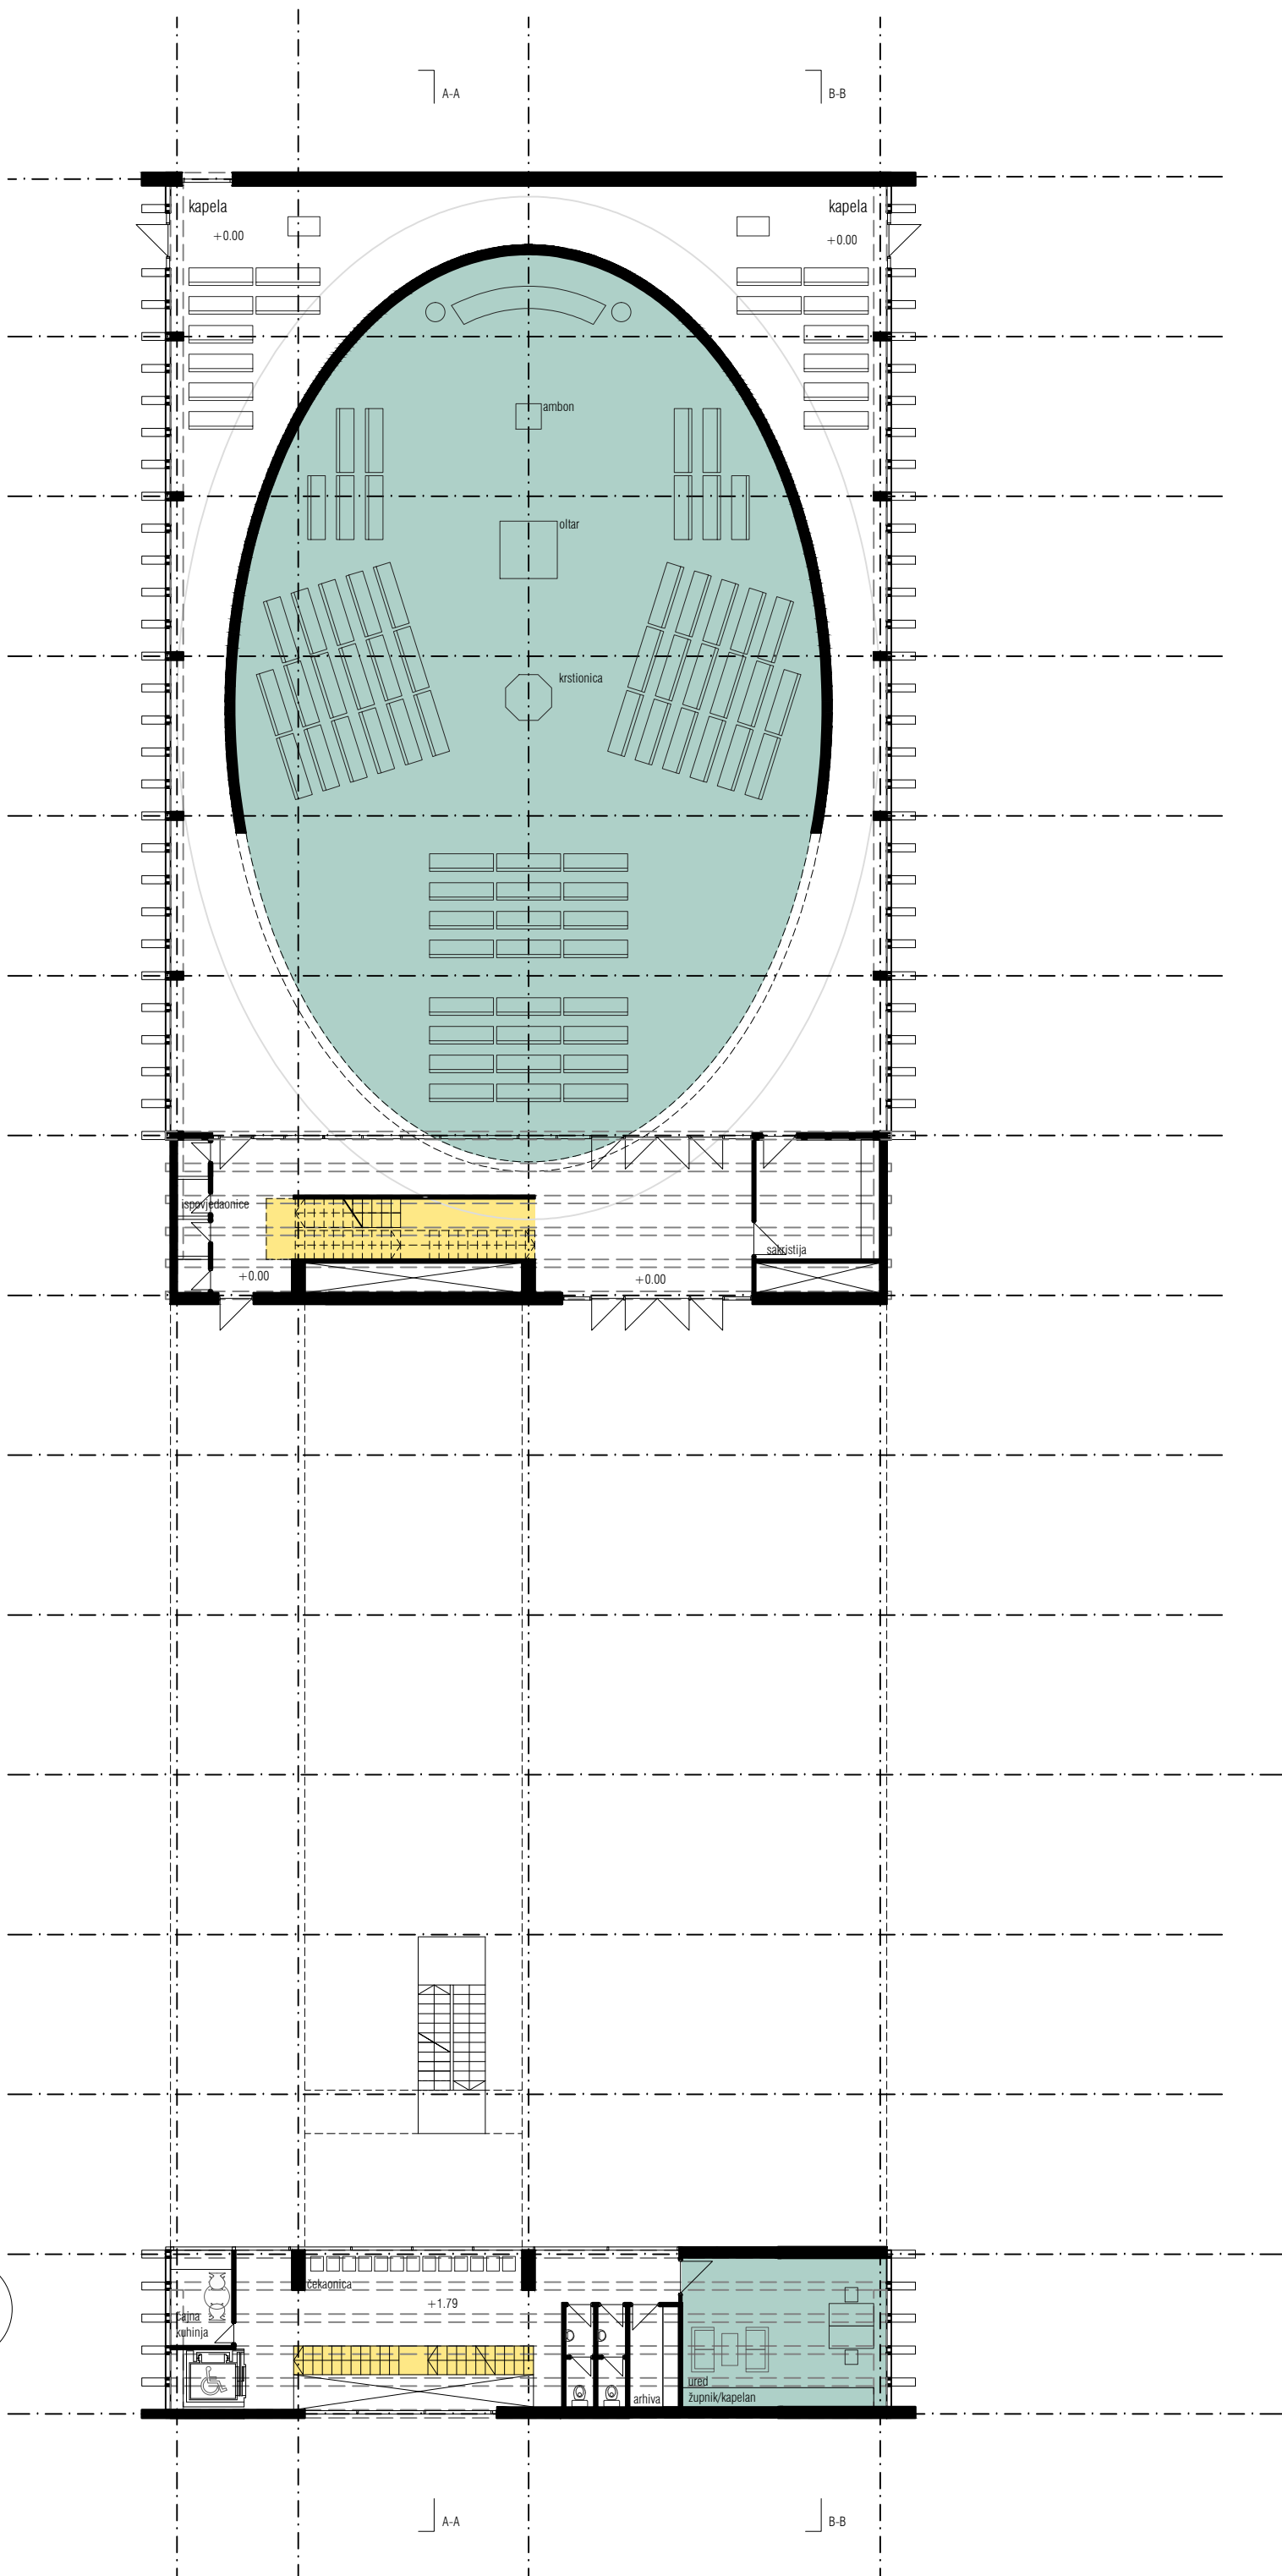 A-A
B-B
kapela
kapela
+0.00
+0.00
ambon
oltar
krstionica
ispovjedaonice
sakristija
+0.00
+0.00
čekaonica
+1.79
čajna
kuhinja
ured
župnik/kapelan
arhiva
A-A
B-B